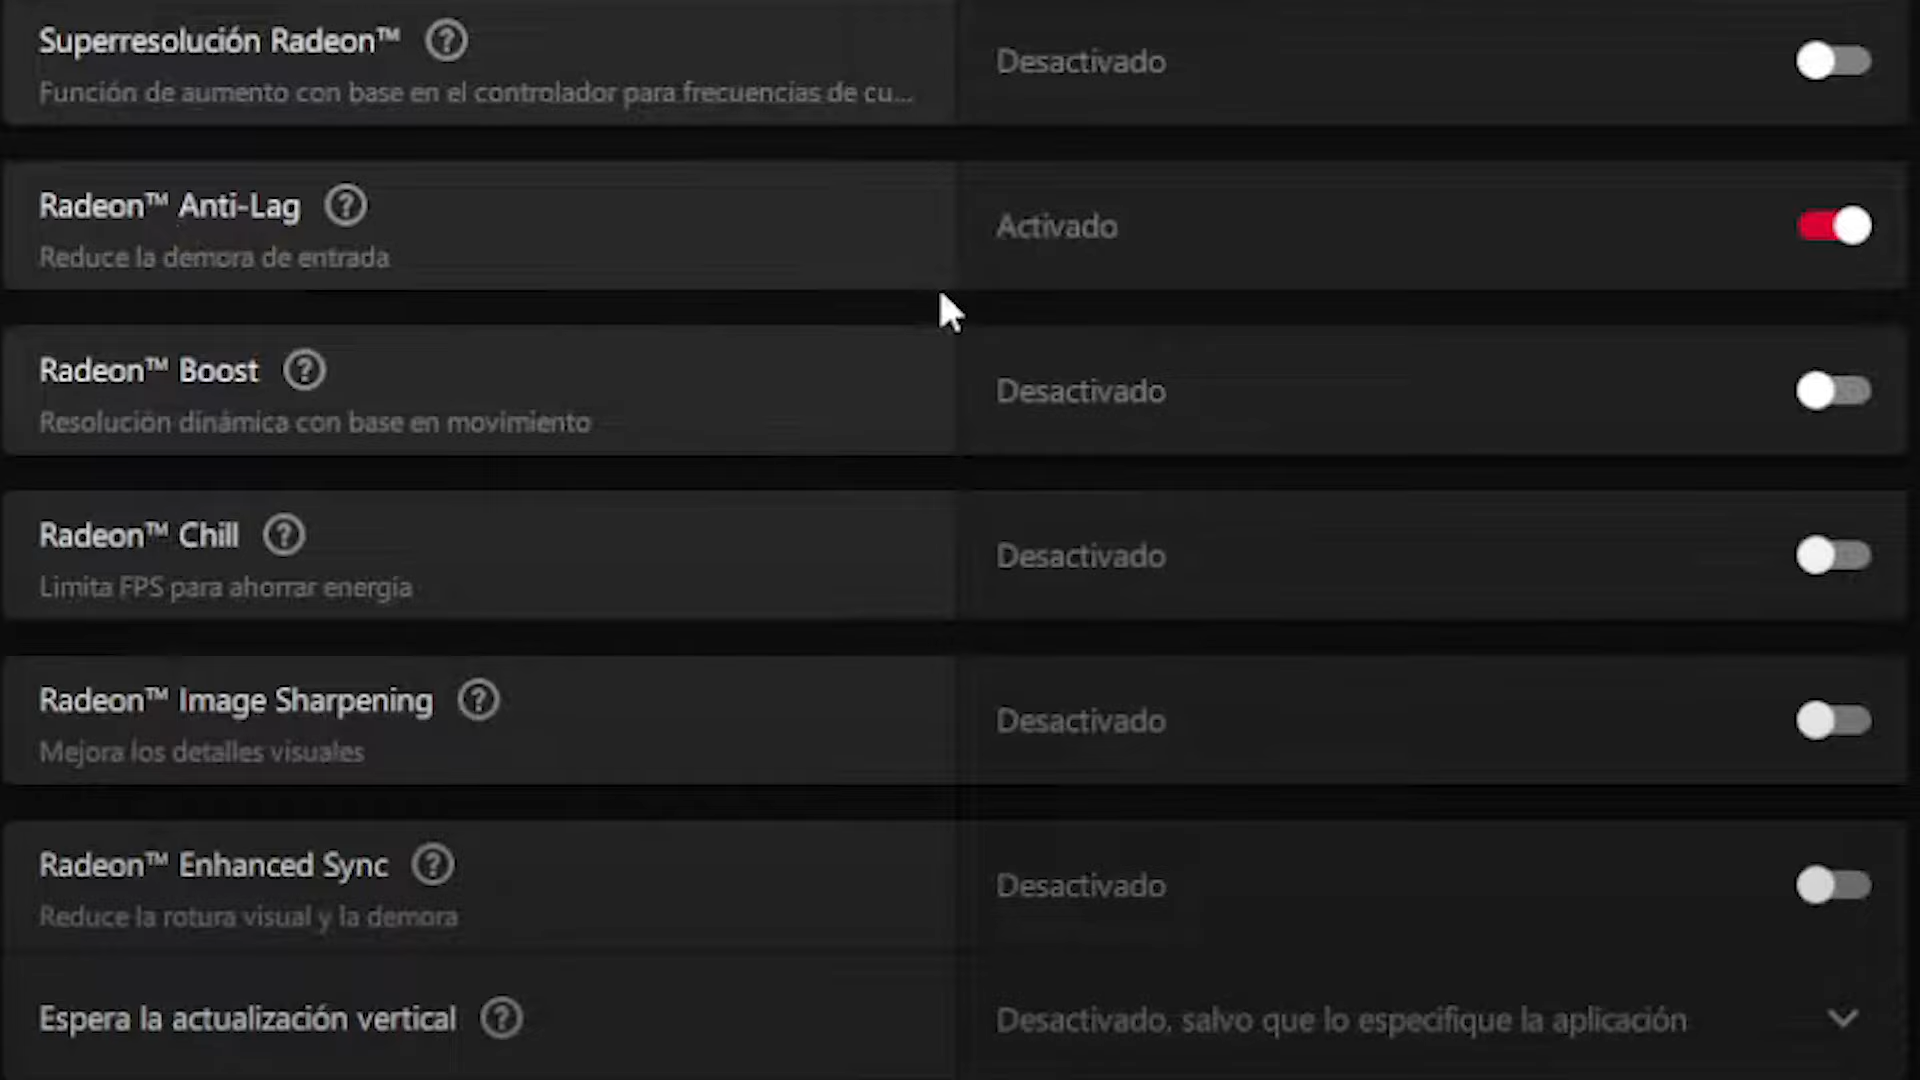 Superresolución Radeon™
Función de aumento con base en el controlador para frecuencias de cu...
Desactivado
Radeon™ Anti-Lag
Reduce la demora de entrada
Activado
Radeon™ Boost
Resolución dinámica con base en movimiento
Desactivado
Radeon™ Chill
Limita FPS para ahorrar energía
Desactivado
Radeon™ Image Sharpening
Mejora los detalles visuales
Desactivado
Radeon™ Enhanced Sync
Reduce la rotura visual y la demora
Desactivado
Espera la actualización vertical
Desactivado, salvo que lo especifique la aplicación